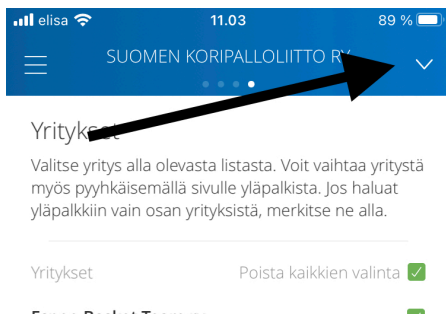 elisa 11.03 89 %
SUOMEN KORIPALLOLIITTO RY
Yritykset
Valitse yritys alla olevasta listasta. Voit vaihtaa yritystä
myös pyyhkäisemällä sivulle yläpalkista. Jos haluat
yläpalkkiin vain osan yrityksistä, merkitse ne alla.
Yritykset Poista kaikkien valinta